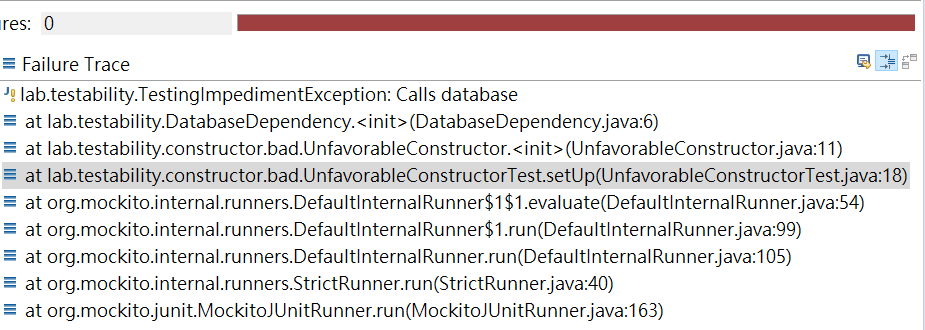 ures: 0
Failure Trace
lab.testability.TestingImpedimentException: Calls database
at lab.testability.DatabaseDependency.<init>(DatabaseDependency.java:6)
at lab.testability.constructor.bad.UnfavorableConstructor.<init>(UnfavorableConstructor.java:11)
at lab.testability.constructor.bad.UnfavorableConstructorTest.setUp(UnfavorableConstructorTest.java:18)
at org.mockito.internal.runners.DefaultInternalRunner$1$1.evaluate(DefaultInternalRunner.java:54)
at org.mockito.internal.runners.DefaultInternalRunner$1.run(DefaultInternalRunner.java:99)
at org.mockito.internal.runners.DefaultInternalRunner.run(DefaultInternalRunner.java:105)
at org.mockito.internal.runners.StrictRunner.run(StrictRunner.java:40)
at org.mockito.junit.MockitoJUnitRunner.run(MockitoJUnitRunner.java:163)